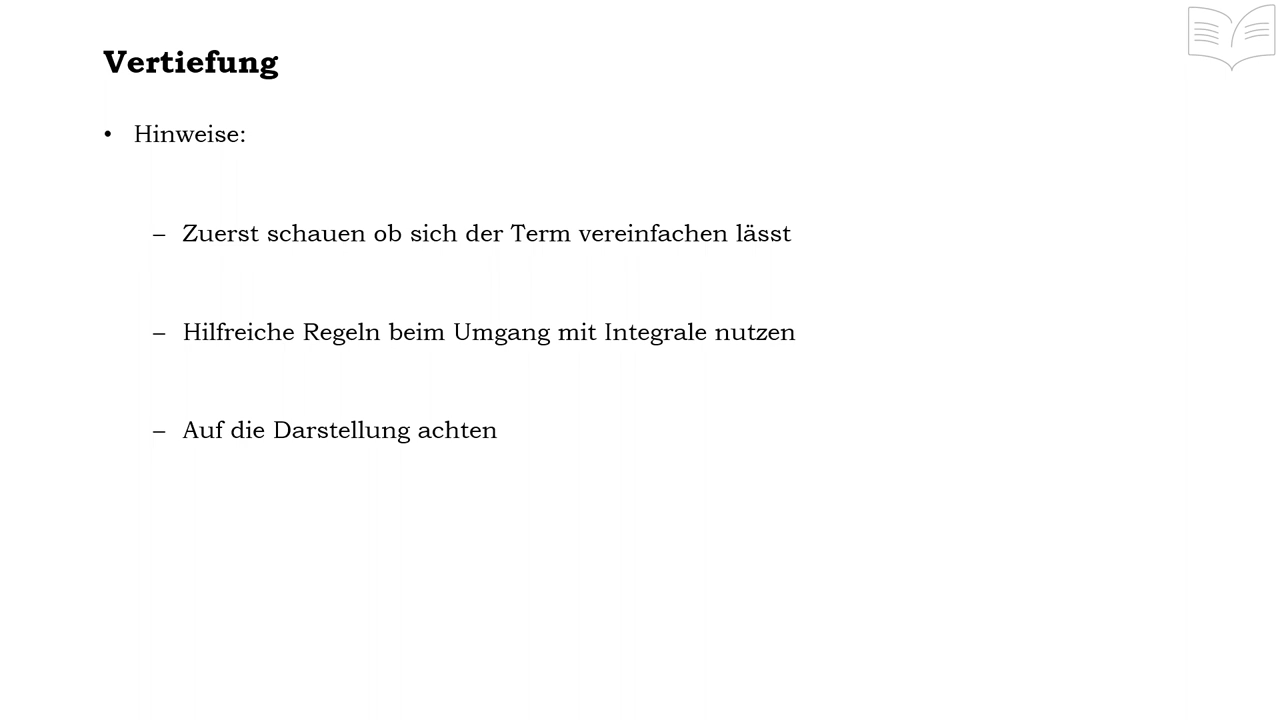 Vertiefung
• Hinweise:
– Zuerst schauen ob sich der Term vereinfachen lässt
– Hilfreiche Regeln beim Umgang mit Integrale nutzen
– Auf die Darstellung achten